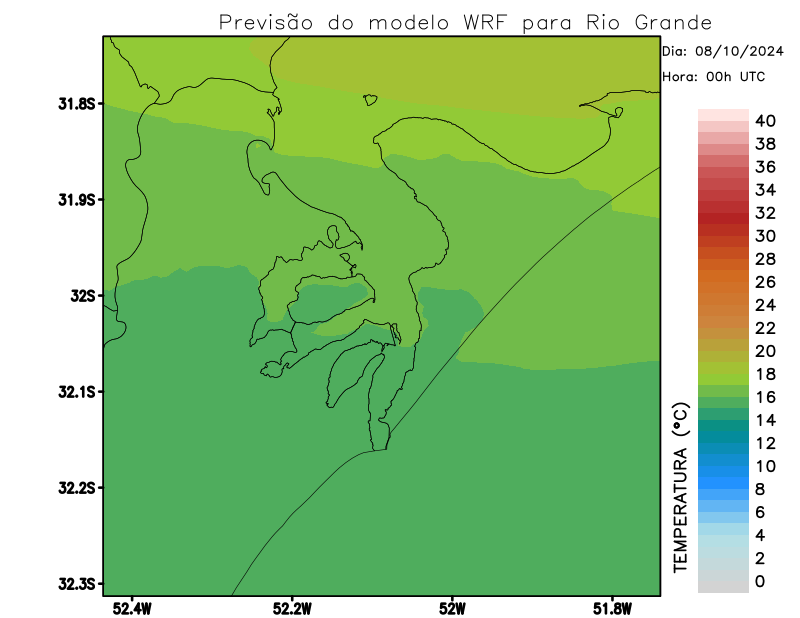 Previsão do modelo WRF para Rio Grande
Dia: 08/10/2024
Hora: 00h UTC
31.8S
31.9S
32S
32.1S
32.2S
32.3S
52.4W
52.2W
52W
51.8W
TEMPERATURA (°C)
40
38
36
34
32
30
28
26
24
22
20
18
16
14
12
10
8
6
4
2
0